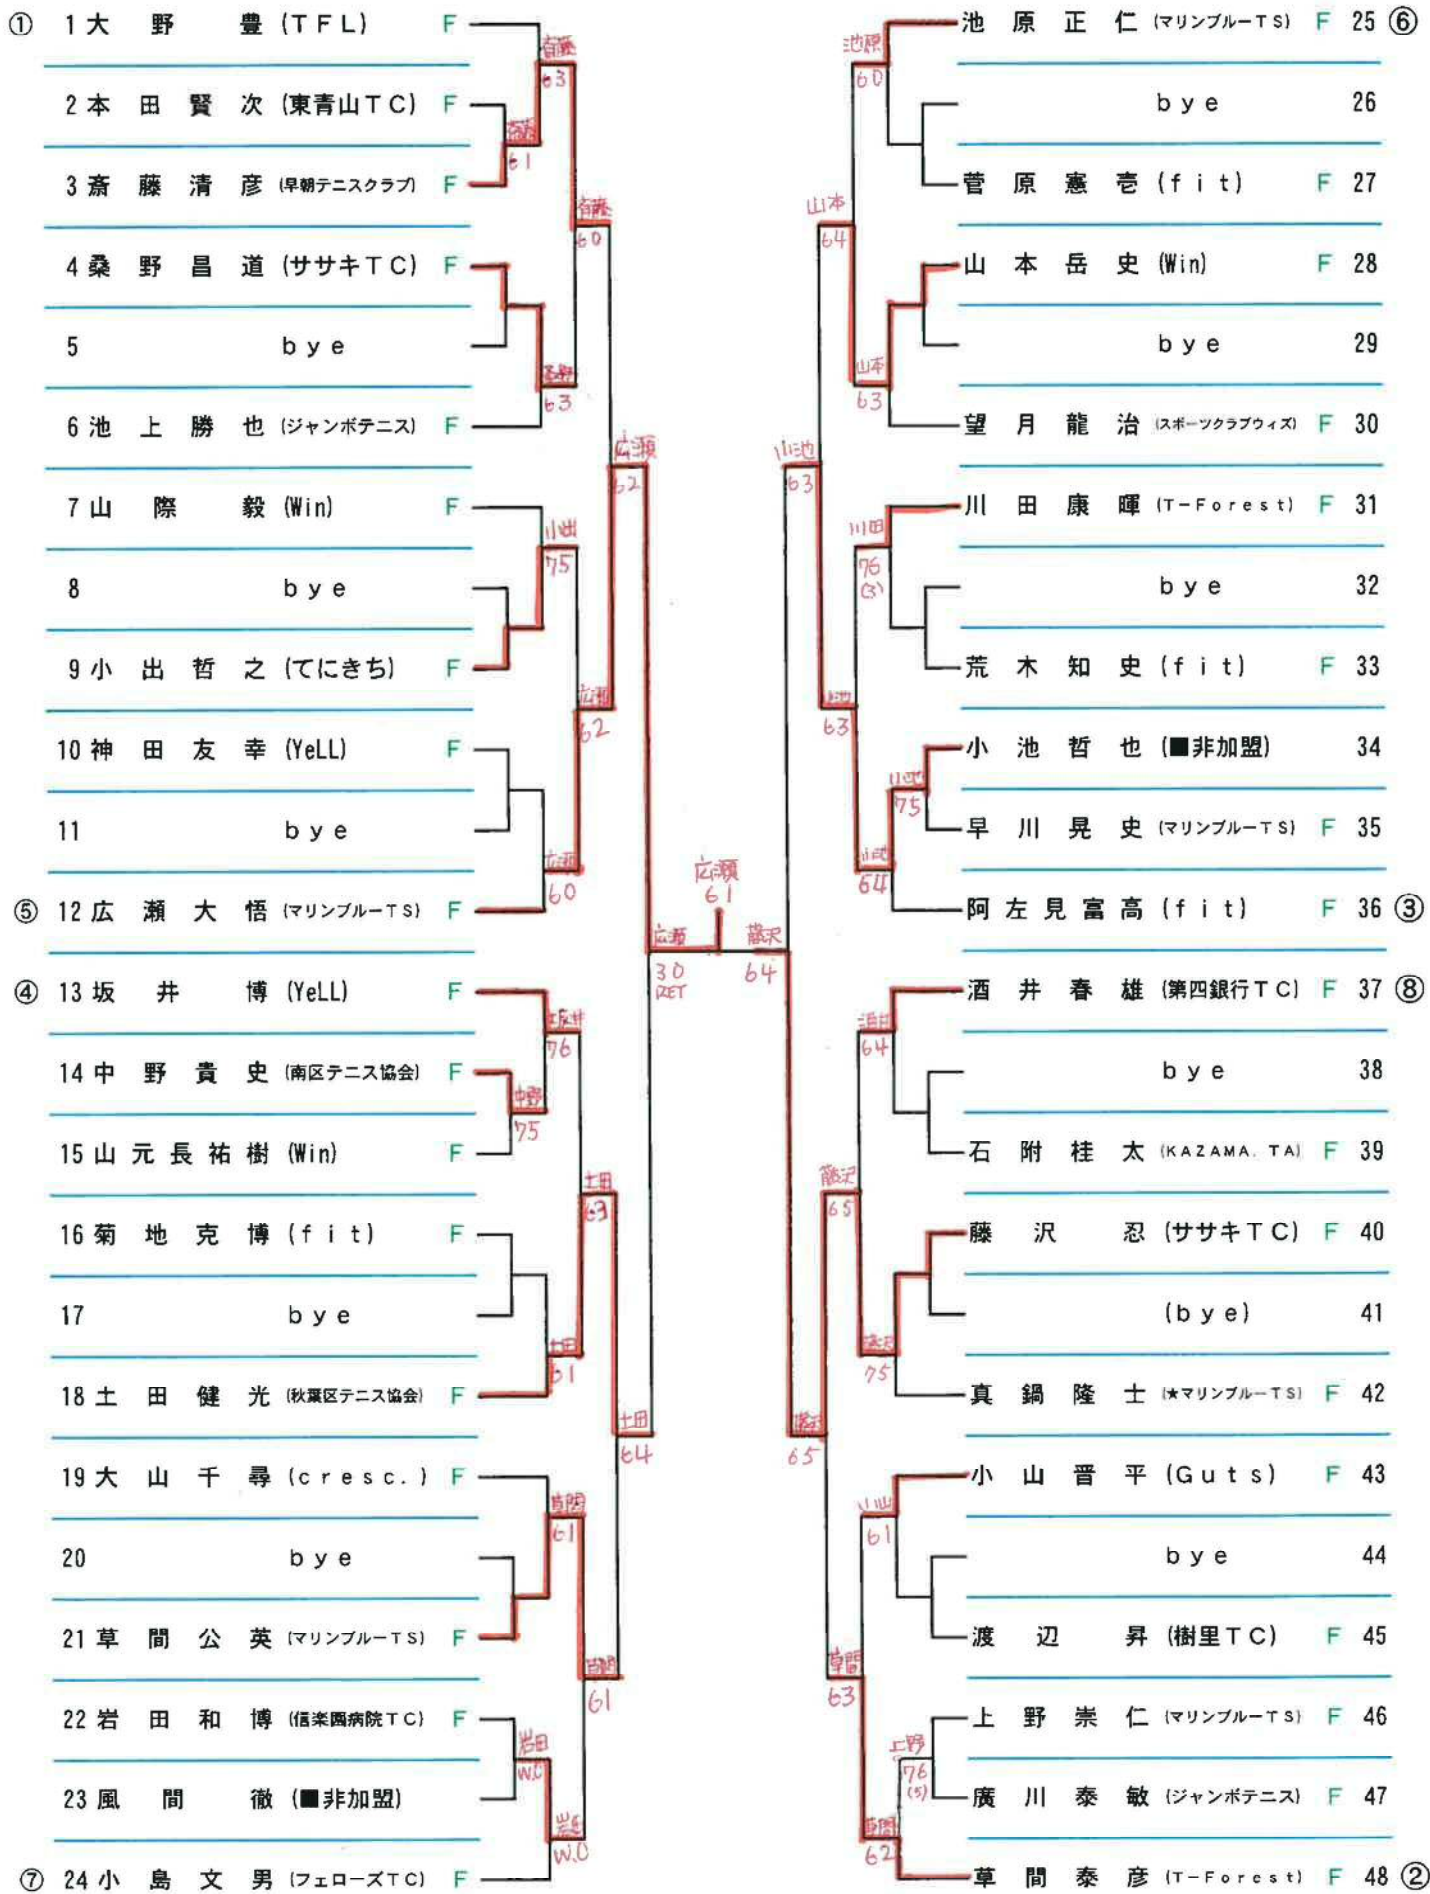 ① 1 大野 豊 (TFL) F
2 本田賢次 (東青山TC) F
3 斎藤清彦 (早朝テニスクラブ) F
4 桑野昌道 (ササキTC) F
5 bye
6 池上勝也 (ジャンボテニス) F
7 山際 毅 (Win) F
8 bye
9 小出哲之 (てにきち) F
10 神田友幸 (YeLL) F
11 bye
⑤ 12 広瀬大悟 (マリンブルーTS) F
④ 13 坂井 博 (YeLL) F
14 中野貴史 (南区テニス協会) F
15 山元長祐樹 (Win) F
16 菊地克博 (fit) F
17 bye
18 土田健光 (秋葉区テニス協会) F
19 大山千尋 (cresc.) F
20 bye
21 草間公英 (マリンブルーTS) F
22 岩田和博 (信楽園病院TC) F
23 風間 徹 (■非加盟)
⑦ 24 小島文男 (フェローズTC) F
斎藤
63
斎藤
61
斎藤
60
桑野
63
広瀬
62
小出
75
広瀬
62
広瀬
60
広瀬
30
RET
坂井
76
中野
75
土田
63
土田
61
土田
64
草間
61
草間
61
岩田
W.O
岩田
W.O
広瀬
61
藤沢
64
池原
60
山本
64
山本
63
小池
63
川田
76
(3)
小池
63
小池
75
小池
64
酒井
64
藤沢
65
藤沢
75
藤沢
65
小山
61
草間
63
上野
76
(5)
草間
62
池原正仁 (マリンブルーTS) F 25 ⑥
bye 26
菅原憲壱 (fit) F 27
山本岳史 (Win) F 28
bye 29
望月龍治 (スポーツクラブウィズ) F 30
川田康暉 (T-Forest) F 31
bye 32
荒木知史 (fit) F 33
小池哲也 (■非加盟) 34
早川晃史 (マリンブルーTS) F 35
阿左見富高 (fit) F 36 ③
酒井春雄 (第四銀行TC) F 37 ⑧
bye 38
石附桂太 (KAZAMA. TA) F 39
藤沢 忍 (ササキTC) F 40
(bye) 41
真鍋隆士 (★マリンブルーTS) F 42
小山晋平 (Guts) F 43
bye 44
渡辺 昇 (樹里TC) F 45
上野崇仁 (マリンブルーTS) F 46
廣川泰敏 (ジャンボテニス) F 47
草間泰彦 (T-Forest) F 48 ②